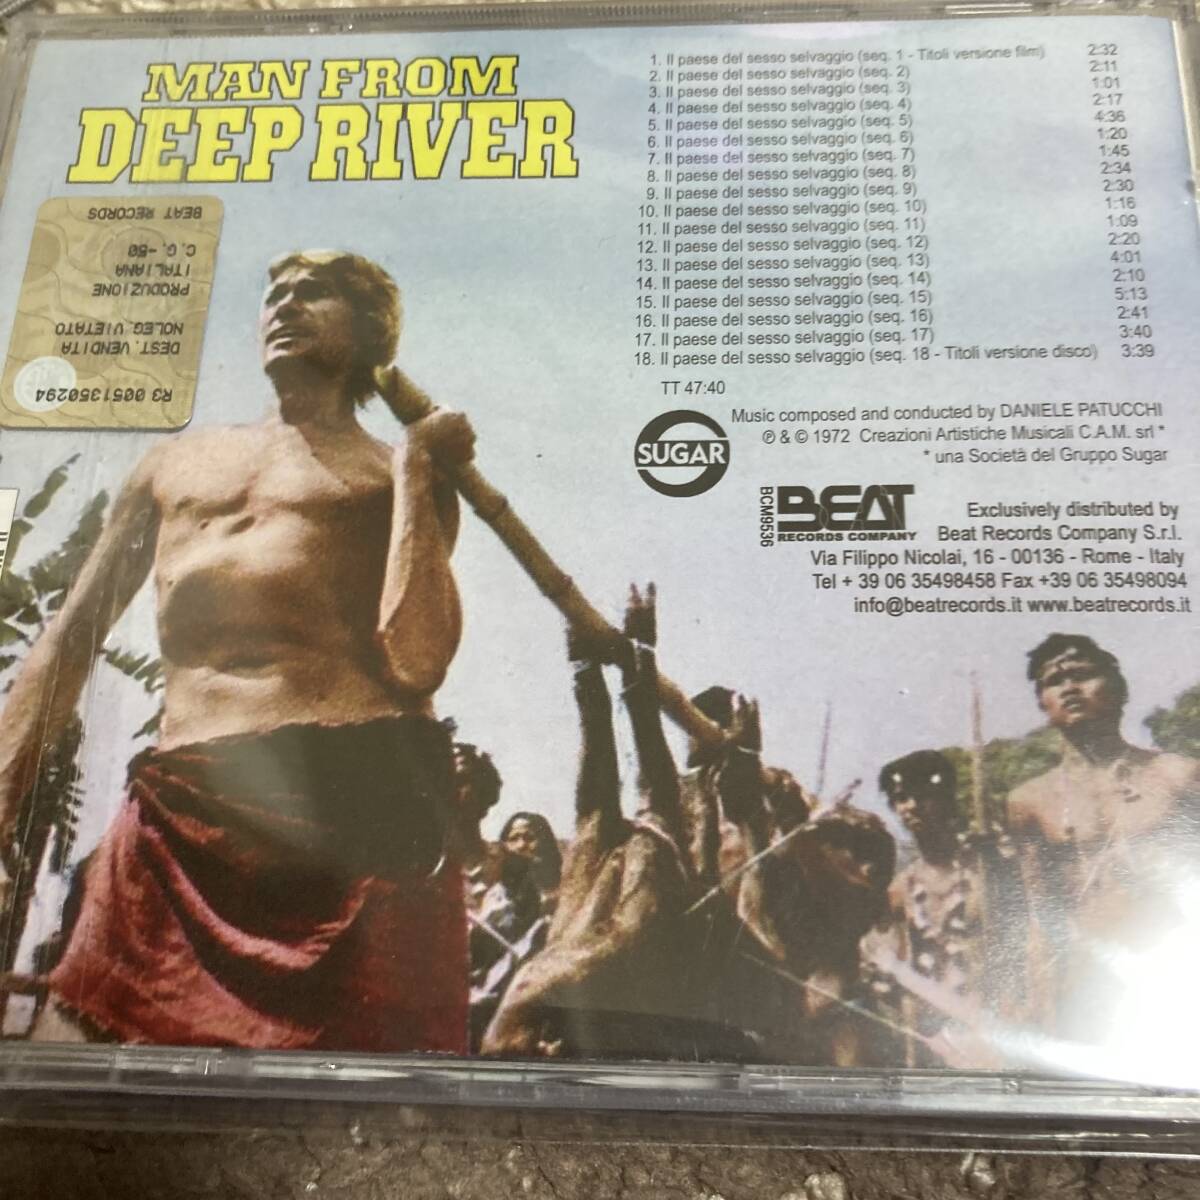 MAN FROM
DEEP RIVER
1. Il paese del sesso selvaggio (seq. 1 - Titoli versione film) 2:32
2. Il paese del sesso selvaggio (seq. 2) 2:11
3. Il paese del sesso selvaggio (seq. 3) 1:01
4. Il paese del sesso selvaggio (seq. 4) 2:17
5. Il paese del sesso selvaggio (seq. 5) 4:36
6. Il paese del sesso selvaggio (seq. 6) 1:20
7. Il paese del sesso selvaggio (seq. 7) 1:45
8. Il paese del sesso selvaggio (seq. 8) 2:34
9. Il paese del sesso selvaggio (seq. 9) 2:30
10. Il paese del sesso selvaggio (seq. 10) 1:16
11. Il paese del sesso selvaggio (seq. 11) 1:09
12. Il paese del sesso selvaggio (seq. 12) 2:20
13. Il paese del sesso selvaggio (seq. 13) 4:01
14. Il paese del sesso selvaggio (seq. 14) 2:10
15. Il paese del sesso selvaggio (seq. 15) 5:13
16. Il paese del sesso selvaggio (seq. 16) 2:41
17. Il paese del sesso selvaggio (seq. 17) 3:40
18. Il paese del sesso selvaggio (seq. 18 - Titoli versione disco) 3:39
TT 47:40
SUGAR
Music composed and conducted by DANIELE PATUCCHI
℗ & © 1972 Creazioni Artistiche Musicali C.A.M. srl *
* una Società del Gruppo Sugar
BCM9536
BEAT
RECORDS COMPANY
Exclusively distributed by
Beat Records Company S.r.l.
Via Filippo Nicolai, 16 - 00136 - Rome - Italy
Tel + 39 06 35498458 Fax +39 06 35498094
info@beatrecords.it www.beatrecords.it
R3 0051350294
DEST. VENDITA
NOLEG. VIETATO
PRODUZIONE
ITALIANA
C. G. -50
BEAT RECORDS